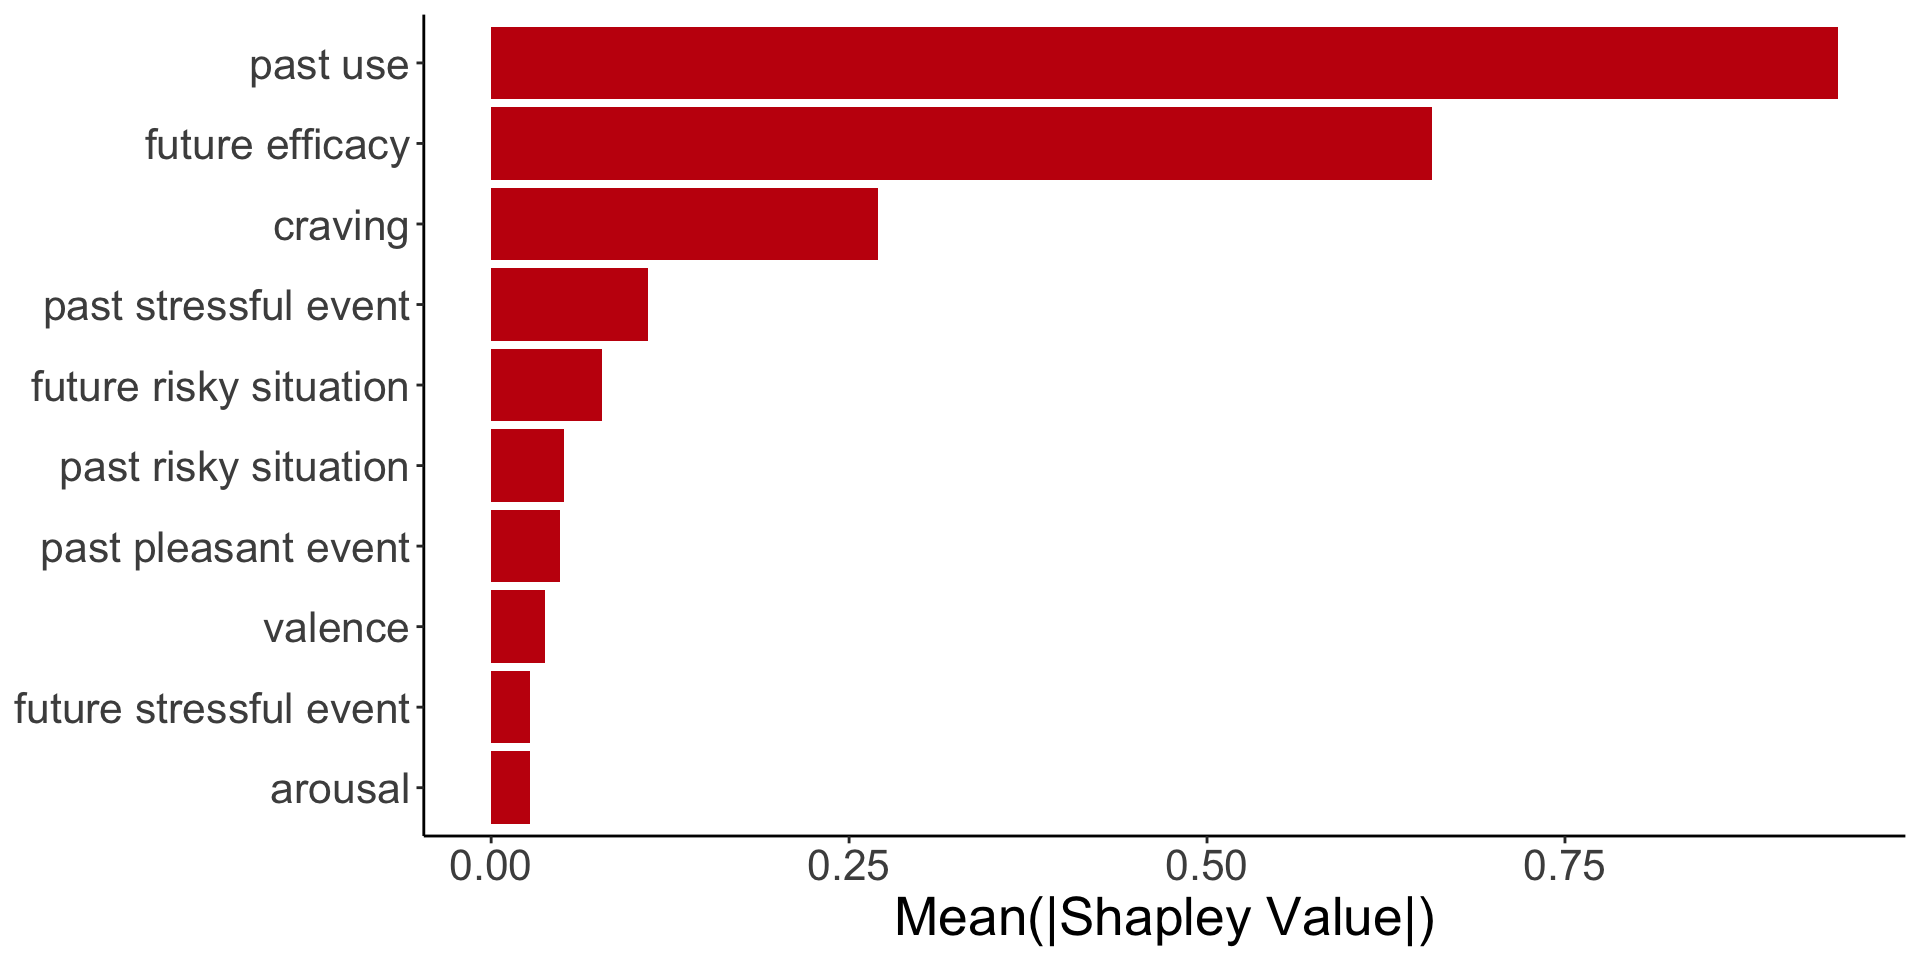 past use
future efficacy
craving
past stressful event
future risky situation
past risky situation
past pleasant event
valence
future stressful event
arousal
0.00 0.25 0.50 0.75
Mean(|Shapley Value|)